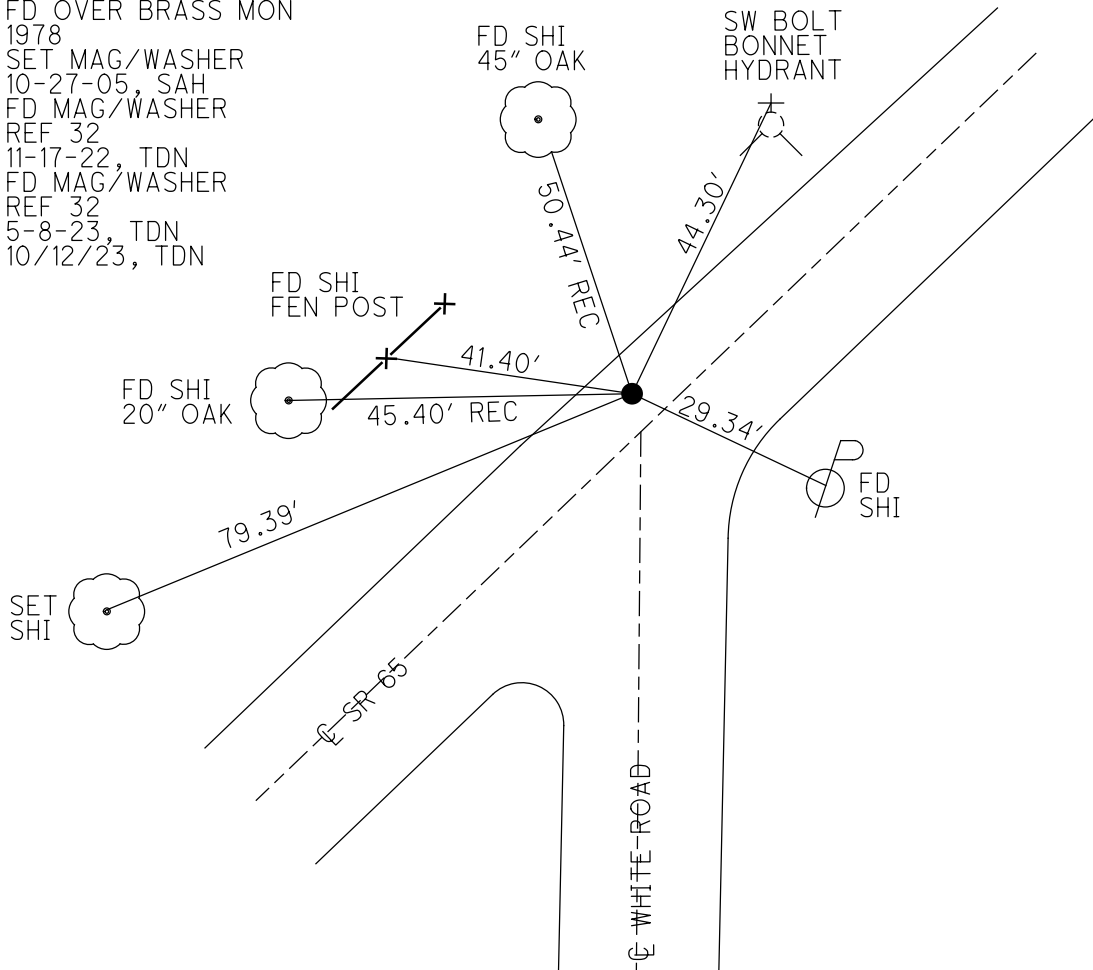 FD OVER BRASS MON
1978
SET MAG/WASHER
10-27-05, SAH
FD MAG/WASHER
REF 32
11-17-22, TDN
FD MAG/WASHER
REF 32
5-8-23, TDN
10/12/23, TDN
FD SHI
45" OAK
SW BOLT
BONNET
HYDRANT
50.44' REC
44.30'
FD SHI
FEN POST
41.40'
FD SHI
20" OAK
45.40' REC
29.34'
FD
SHI
79.39'
SET
SHI
℄ SR 65
℄ WHITE ROAD